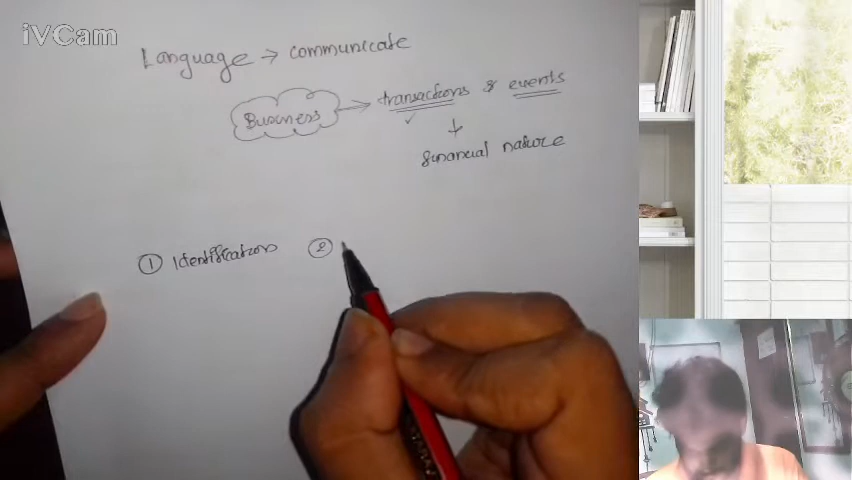 iVCam
Language → communicate
Business → transactions & events
financial nature
① Identification ②